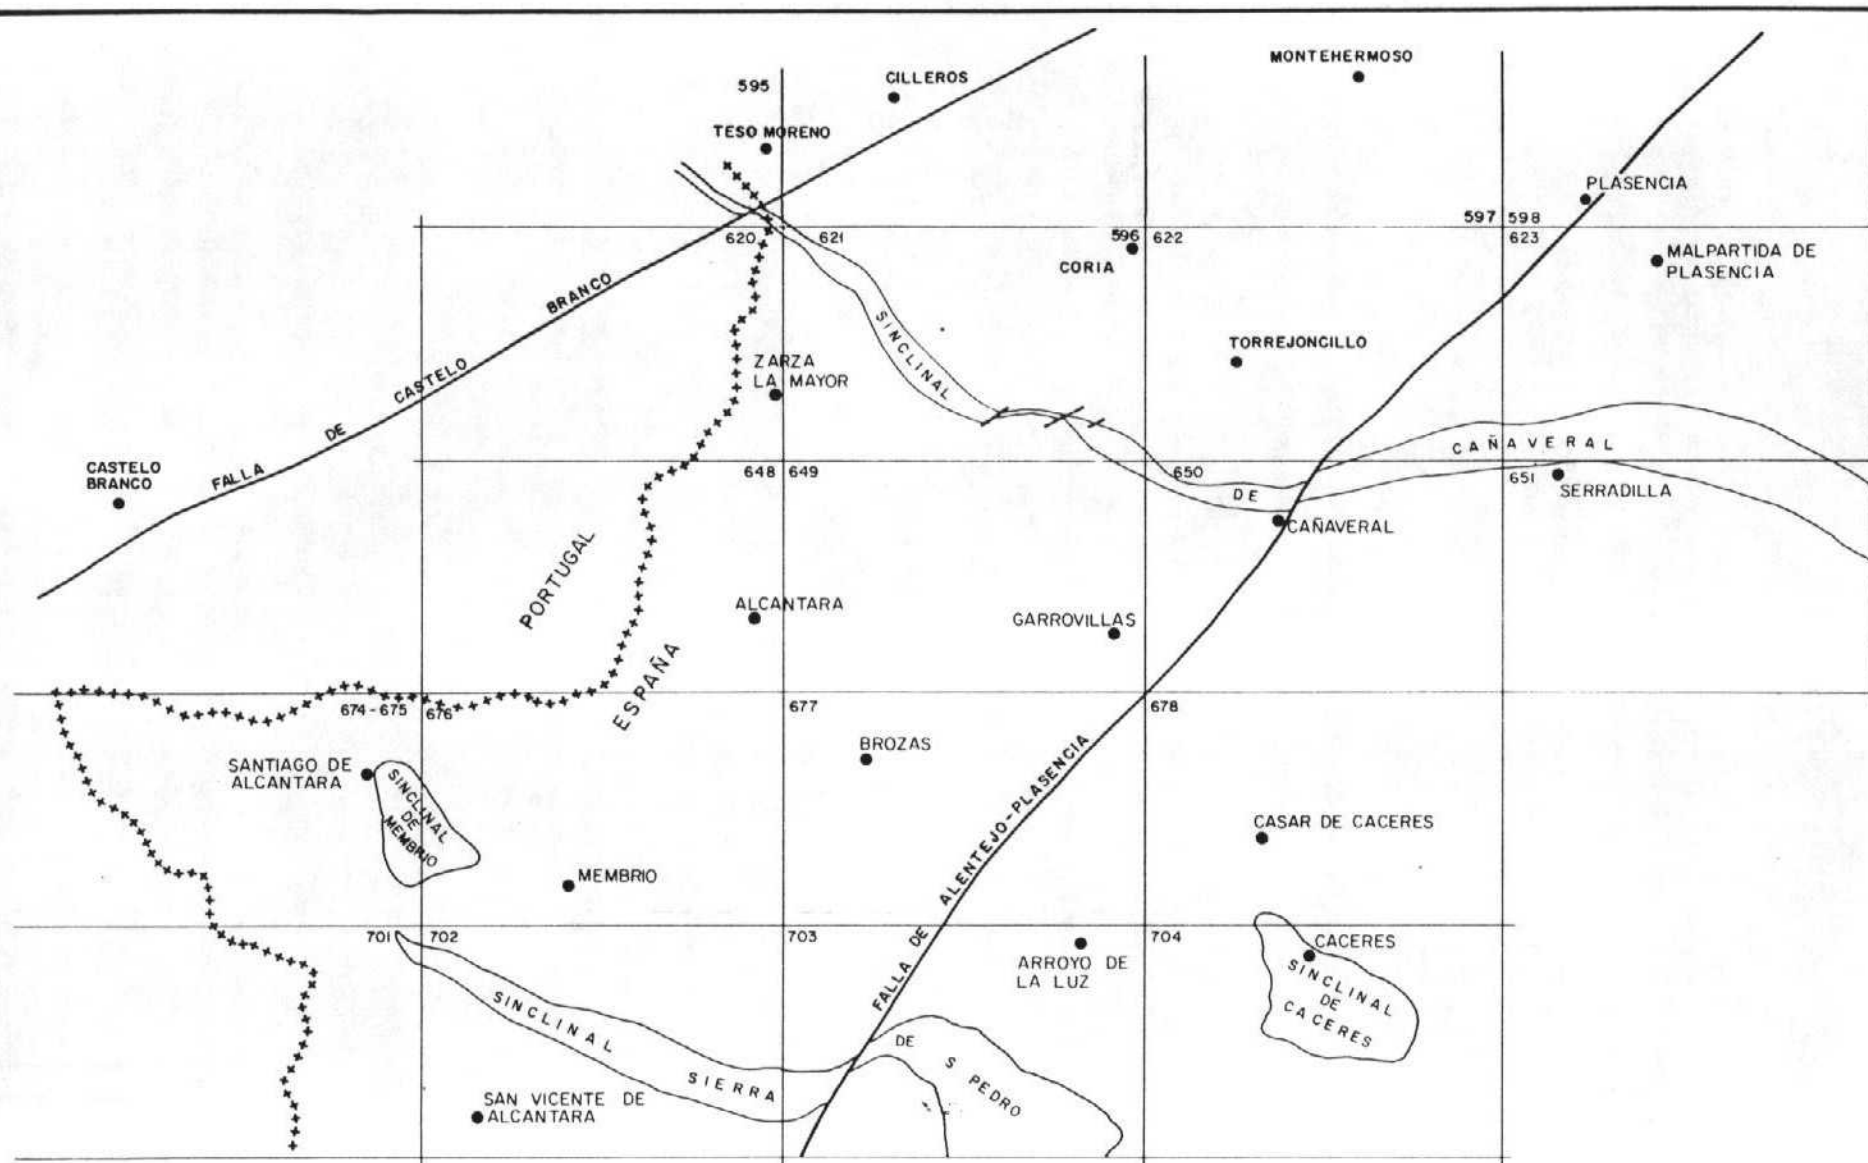 MONTEHERMOSO
CILLEROS
595
TESO MORENO
PLASENCIA
597 598
620 621
596 622
623
CORIA
MALPARTIDA DE
PLASENCIA
BRANCO
SINCLINAL
TORREJONCILLO
ZARZA
LA MAYOR
CASTELO
DE
FALLA
CAÑAVERAL
CASTELO
BRANCO
648 649
650
651
DE
SERRADILLA
CAÑAVERAL
PORTUGAL
ALCANTARA
GARROVILLAS
ESPAÑA
674-675 676
677
678
BROZAS
SANTIAGO DE
ALCANTARA
SINCLINAL
DE
MEMBRIO
ALENTEJO-PLASENCIA
CASAR DE CACERES
MEMBRIO
701 702
703
704
DE
FALLA
ARROYO DE
LA LUZ
CACERES
SINCLINAL
DE
CACERES
SINCLINAL
SIERRA
DE
S PEDRO
SAN VICENTE DE
ALCANTARA